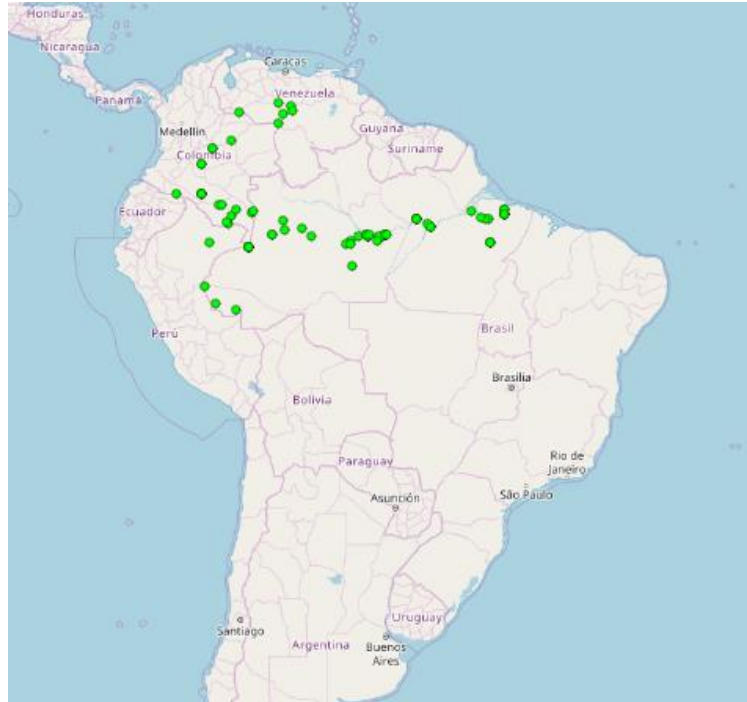 Honduras
Nicaragua
Caracas
Panamá
Venezuela
Medellín
Guyana
Suriname
Colombia
Ecuador
Perú
Brasil
Brasília
Bolivia
Paraguay
Rio de
Janeiro
São Paulo
Asunción
Uruguay
Santiago
Argentina
Buenos
Aires